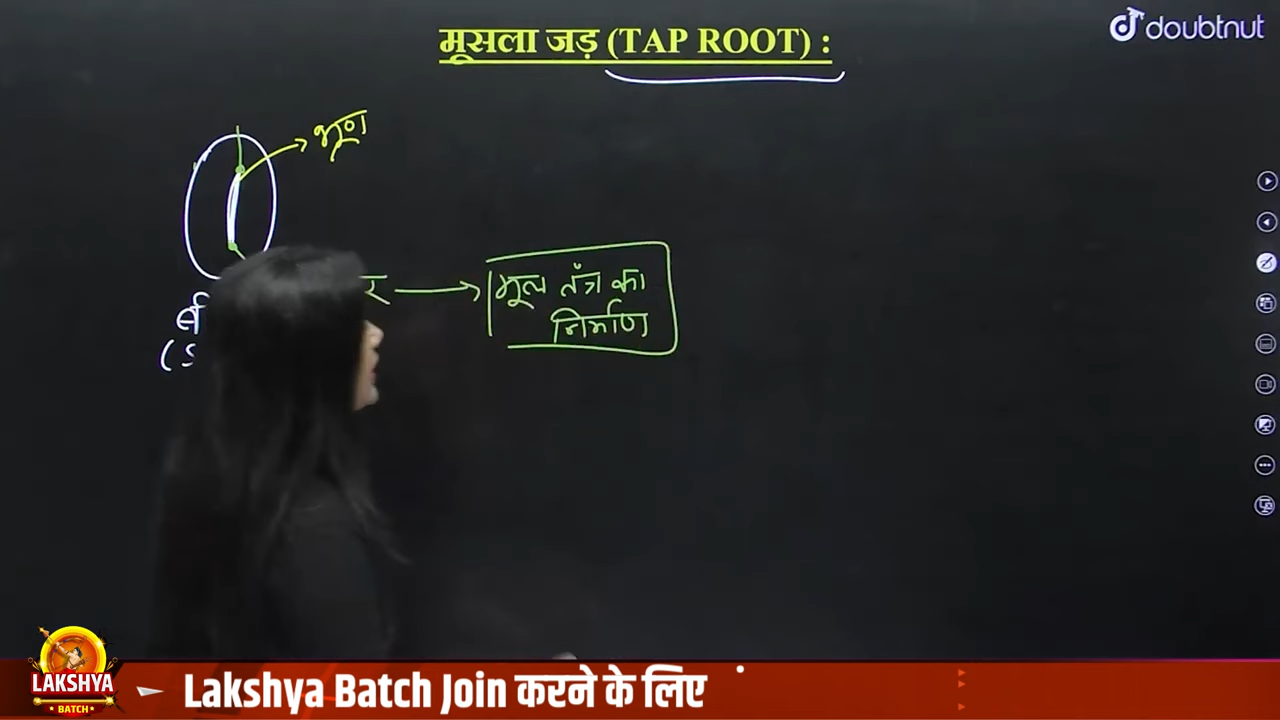 मूसला जड़ (TAP ROOT) :
doubtnut
भ्रूण
मूल तंत्र का
निर्माण
LAKSHYA
BATCH
Lakshya Batch Join करने के लिए